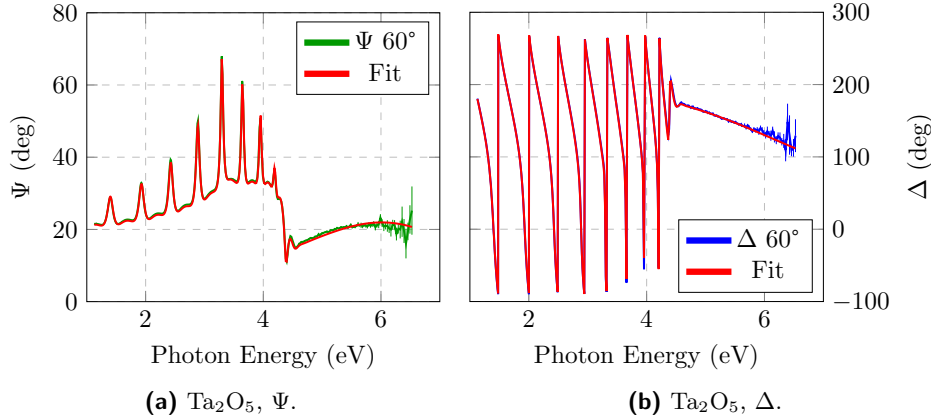 80
60
40
20
0
Ψ (deg)
2
4
6
Photon Energy (eV)
Ψ 60°
Fit
(a) Ta₂O₅, Ψ.
300
200
100
0
−100
Δ (deg)
2
4
6
Photon Energy (eV)
Δ 60°
Fit
(b) Ta₂O₅, Δ.